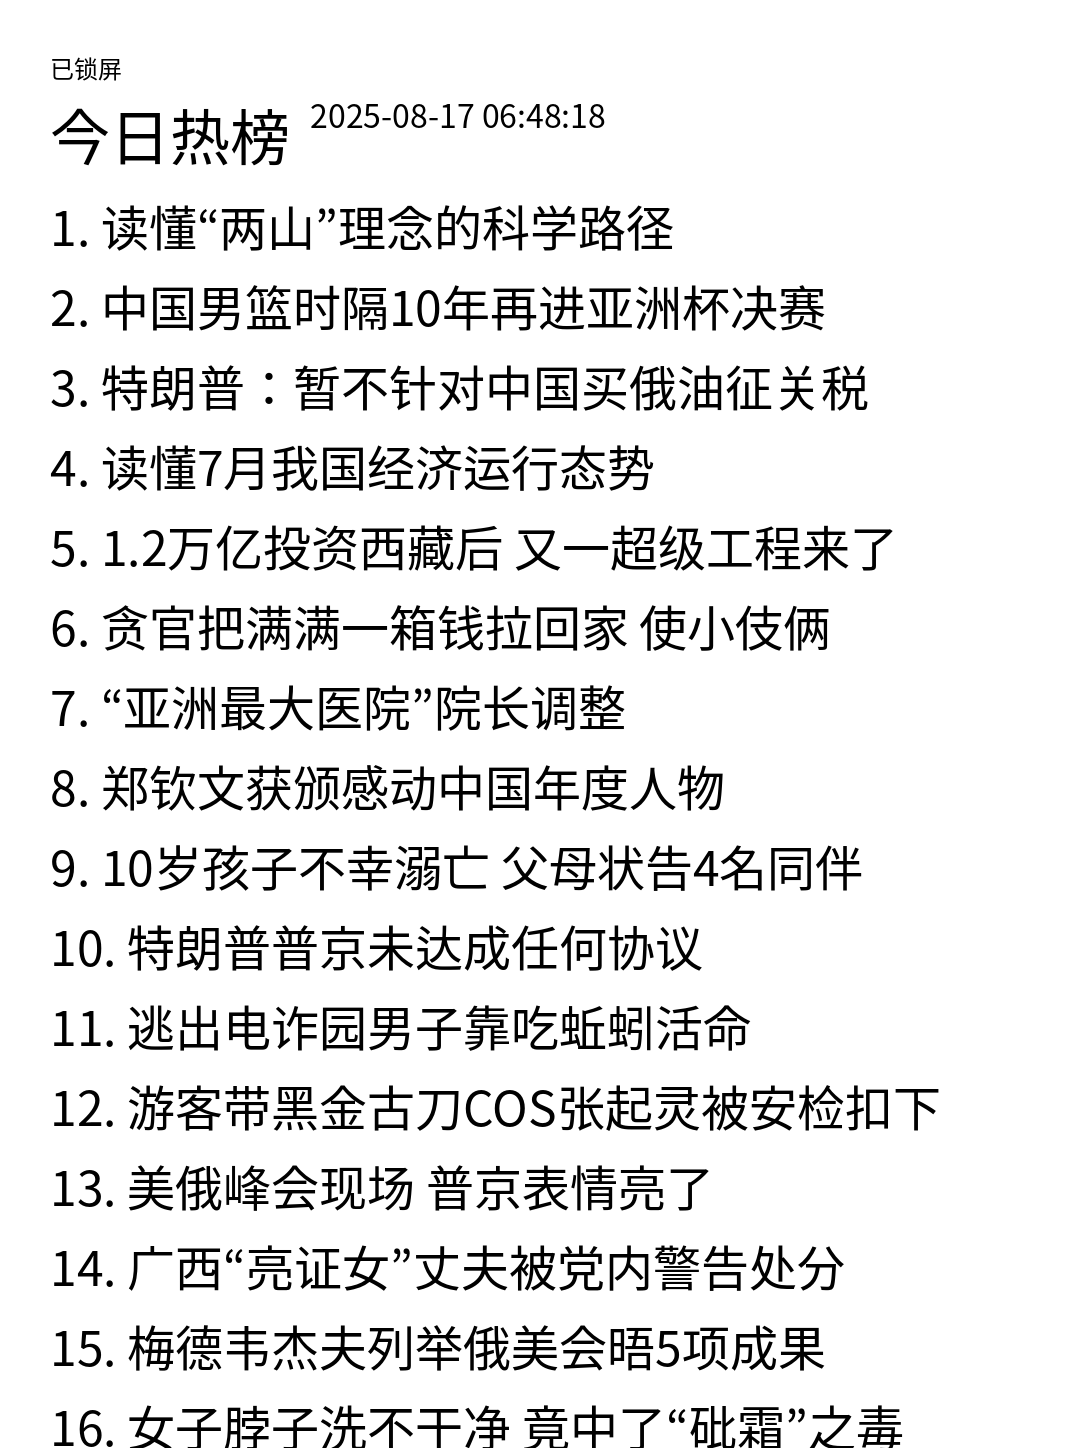 已锁屏
今日热榜 2025-08-17 06:48:18
1. 读懂“两山”理念的科学路径
2. 中国男篮时隔10年再进亚洲杯决赛
3. 特朗普：暂不针对中国买俄油征关税
4. 读懂7月我国经济运行态势
5. 1.2万亿投资西藏后 又一超级工程来了
6. 贪官把满满一箱钱拉回家 使小伎俩
7. “亚洲最大医院”院长调整
8. 郑钦文获颁感动中国年度人物
9. 10岁孩子不幸溺亡 父母状告4名同伴
10. 特朗普普京未达成任何协议
11. 逃出电诈园男子靠吃蚯蚓活命
12. 游客带黑金古刀COS张起灵被安检扣下
13. 美俄峰会现场 普京表情亮了
14. 广西“亮证女”丈夫被党内警告处分
15. 梅德韦杰夫列举俄美会晤5项成果
16. 女子脖子洗不干净 竟中了“砒霜”之毒